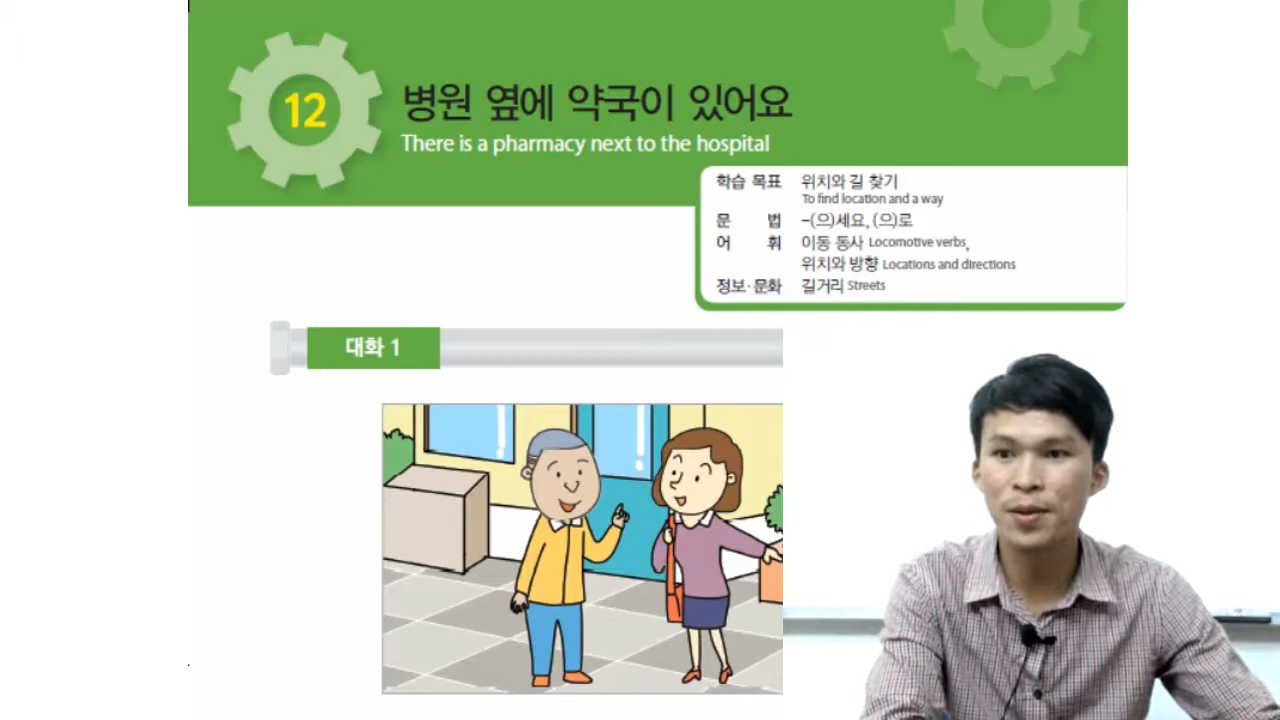 12
병원 옆에 약국이 있어요
There is a pharmacy next to the hospital
학습 목표 위치와 길 찾기
To find location and a way
문 법 -(으)세요, (으)로
어 휘 이동 동사 Locomotive verbs,
위치와 방향 Locations and directions
정보·문화 길거리 Streets
대화 1